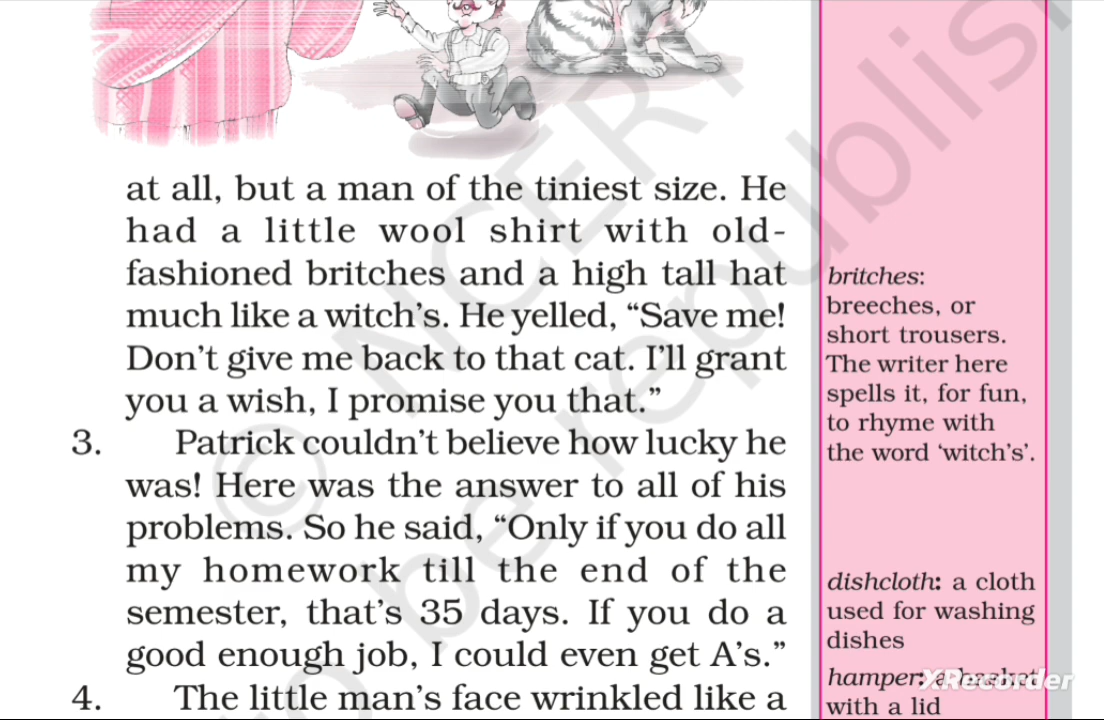 at all, but a man of the tiniest size. He
had a little wool shirt with old-
fashioned britches and a high tall hat
much like a witch's. He yelled, “Save me!
Don't give me back to that cat. I'll grant
you a wish, I promise you that.”
3. Patrick couldn't believe how lucky he
was! Here was the answer to all of his
problems. So he said, “Only if you do all
my homework till the end of the
semester, that's 35 days. If you do a
good enough job, I could even get A's.”
4. The little man's face wrinkled like a
britches:
breeches, or
short trousers.
The writer here
spells it, for fun,
to rhyme with
the word ‘witch's’.
dishcloth: a cloth
used for washing
dishes
hamper: a basket
with a lid
XRecorder
© NCERT
be republis